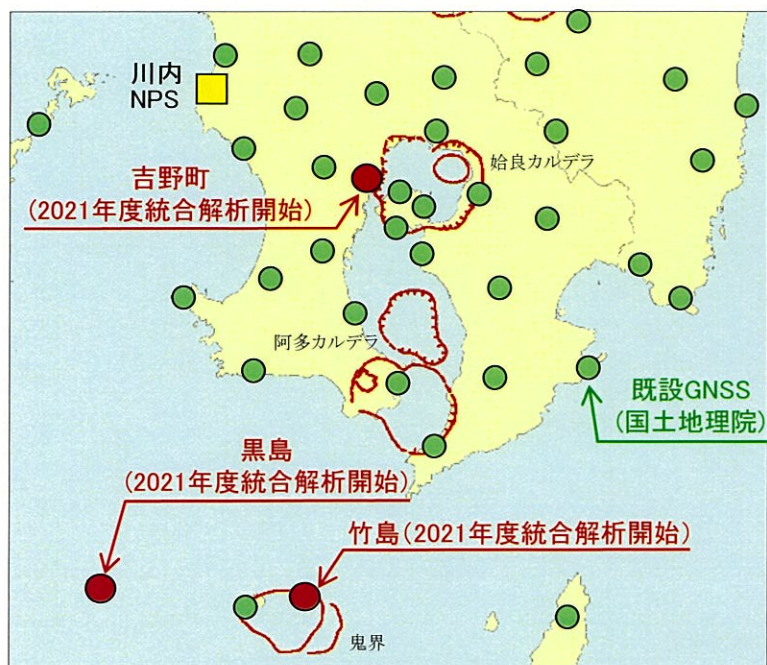 川内
NPS
姶良カルデラ
吉野町
(2021年度統合解析開始)
阿多カルデラ
既設GNSS
(国土地理院)
黒島
(2021年度統合解析開始)
竹島(2021年度統合解析開始)
鬼界